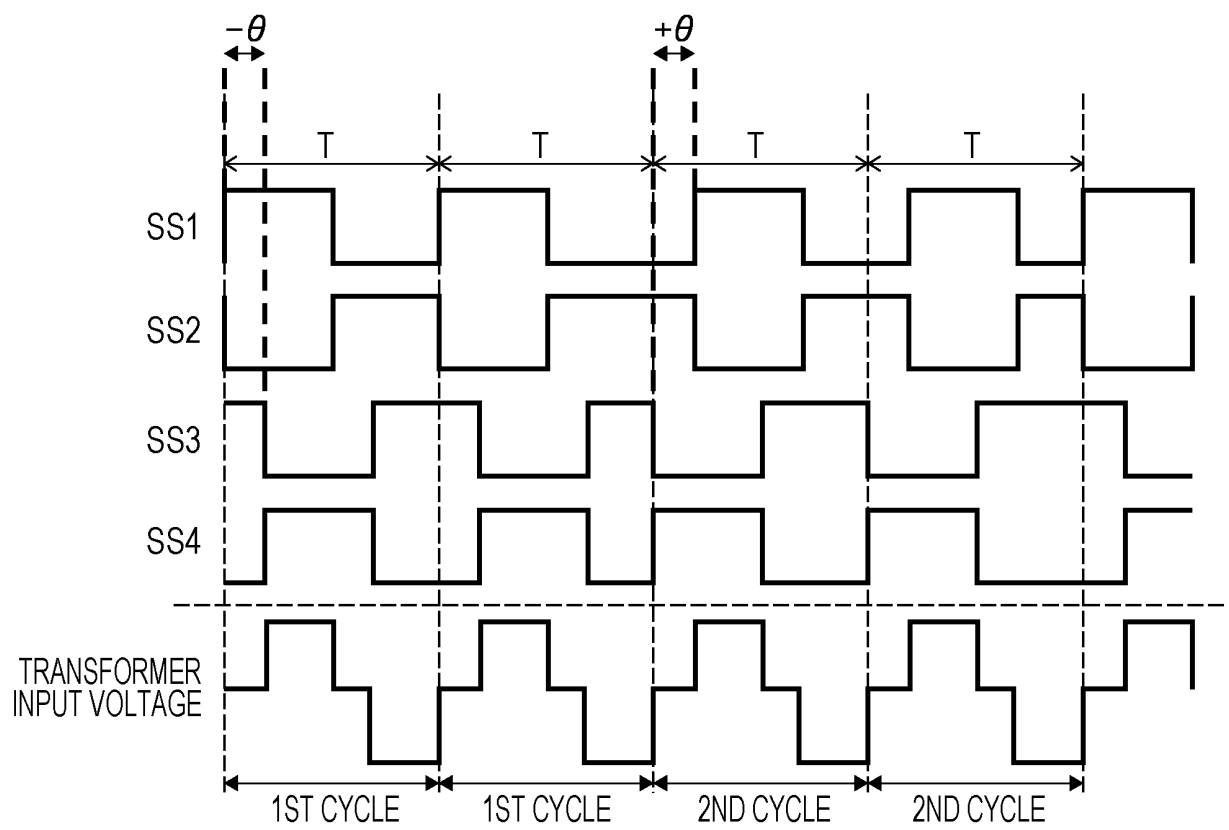 −θ +θ
T T T T
SS1
SS2
SS3
SS4
TRANSFORMER
INPUT VOLTAGE
1ST CYCLE 1ST CYCLE 2ND CYCLE 2ND CYCLE